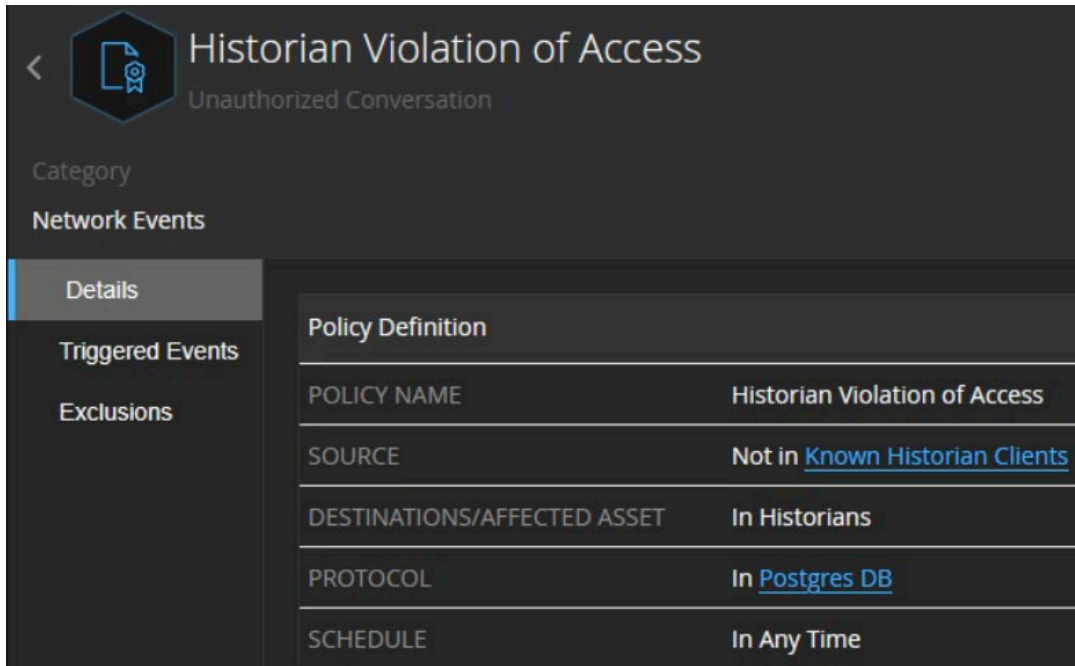 Historian Violation of Access
Unauthorized Conversation
Category
Network Events
Details
Triggered Events
Exclusions
Policy Definition
POLICY NAME Historian Violation of Access
SOURCE Not in Known Historian Clients
DESTINATIONS/AFFECTED ASSET In Historians
PROTOCOL In Postgres DB
SCHEDULE In Any Time